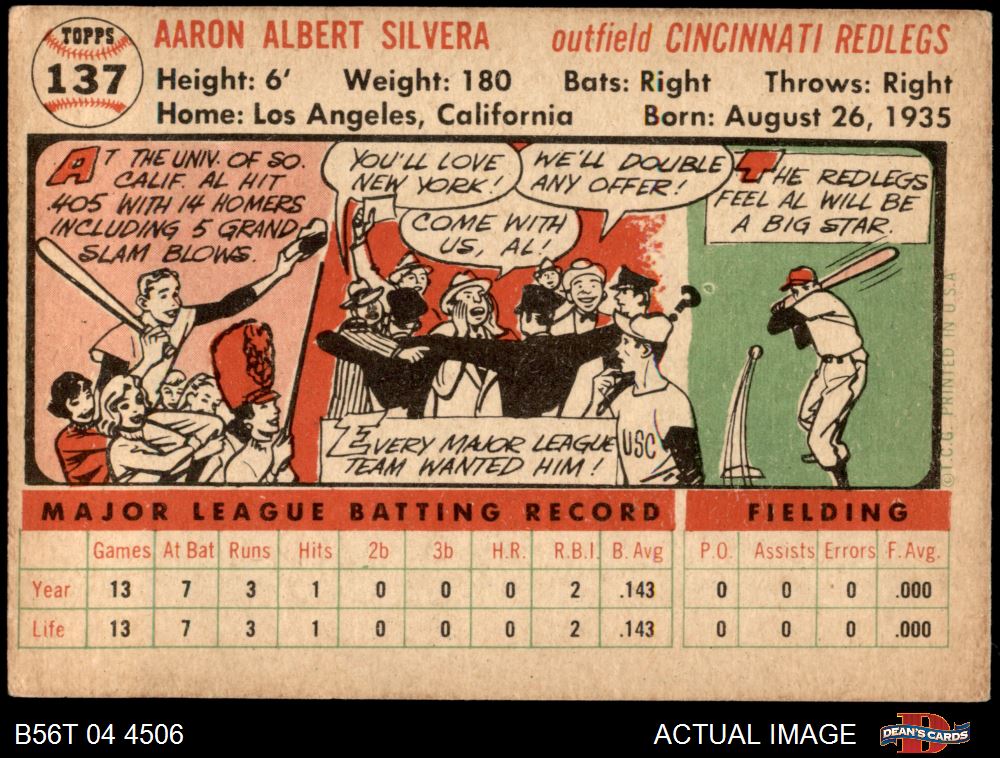 TOPPS
137
AARON ALBERT SILVERA outfield CINCINNATI REDLEGS
Height: 6' Weight: 180 Bats: Right Throws: Right
Home: Los Angeles, California Born: August 26, 1935
AT THE UNIV. OF SO.
CALIF. AL HIT
.405 WITH 14 HOMERS
INCLUDING 5 GRAND
SLAM BLOWS.
YOU'LL LOVE
NEW YORK!
WE'LL DOUBLE
ANY OFFER!
COME WITH
US, AL!
?
USC
EVERY MAJOR LEAGUE
TEAM WANTED HIM!
THE REDLEGS
FEEL AL WILL BE
A BIG STAR.
© T.C.G. PRINTED IN U.S.A.
MAJOR LEAGUE BATTING RECORD FIELDING
Games At Bat Runs Hits 2b 3b H.R. R.B.I. B. Avg P.O. Assists Errors F. Avg.
Year 13 7 3 1 0 0 0 2 .143 0 0 0 .000
Life 13 7 3 1 0 0 0 2 .143 0 0 0 .000
B56T 04 4506 ACTUAL IMAGE DEAN'S CARDS